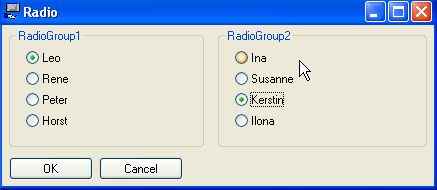 Radio
RadioGroup1
Leo
Rene
Peter
Horst
RadioGroup2
Ina
Susanne
Kerstin
Ilona
OK
Cancel